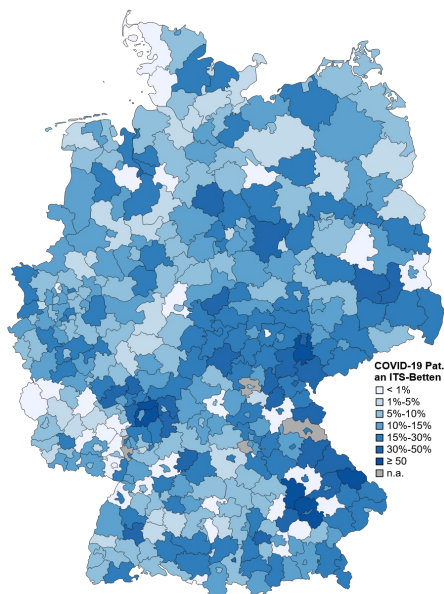 COVID-19 Pat.
an ITS-Betten
< 1%
1%-5%
5%-10%
10%-15%
15%-30%
30%-50%
≥ 50
n.a.